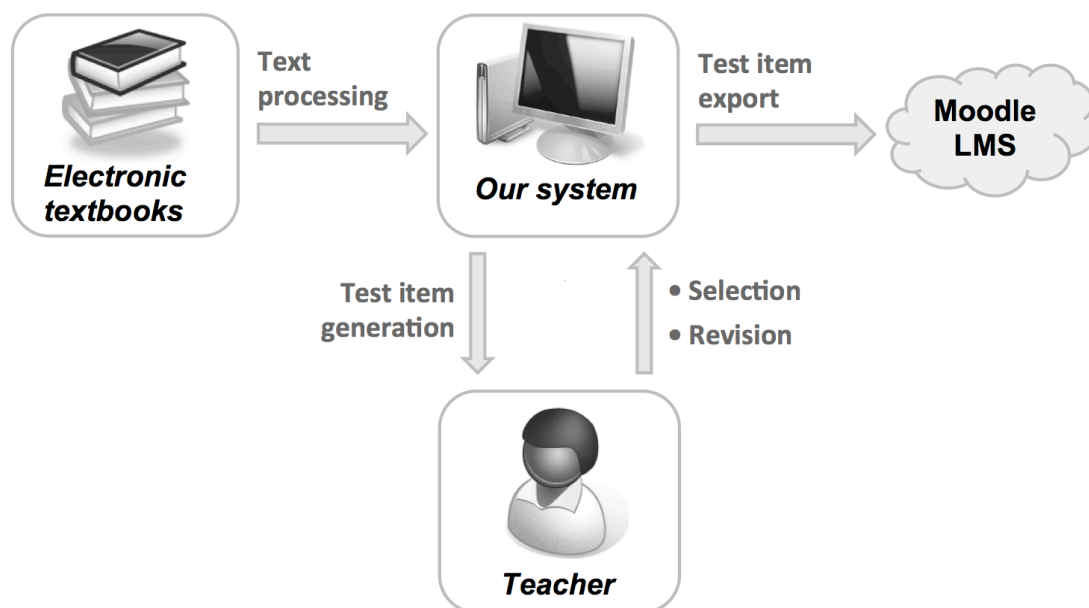 Electronic
textbooks
Text
processing
Our system
Test item
export
Moodle
LMS
Test item
generation
• Selection
• Revision
Teacher